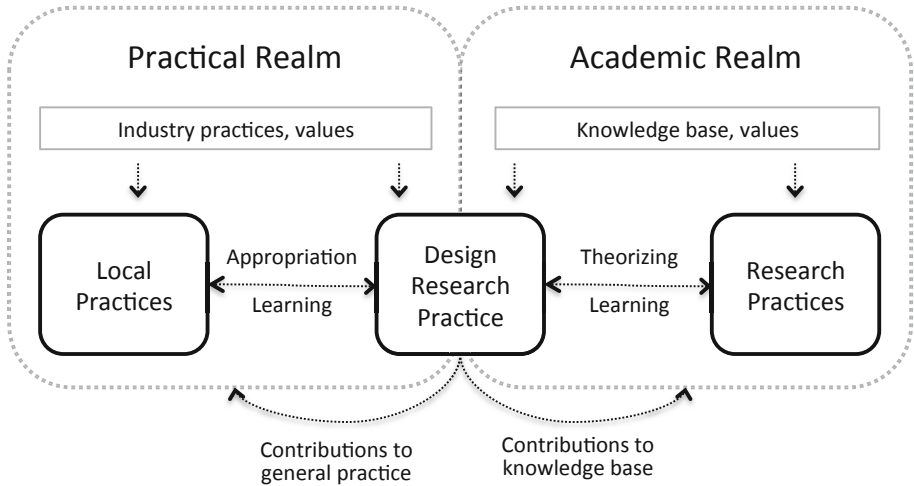 Practical Realm
Academic Realm
Industry practices, values
Knowledge base, values
Local
Practices
Appropriation
Learning
Design
Research
Practice
Theorizing
Learning
Research
Practices
Contributions to
general practice
Contributions to
knowledge base